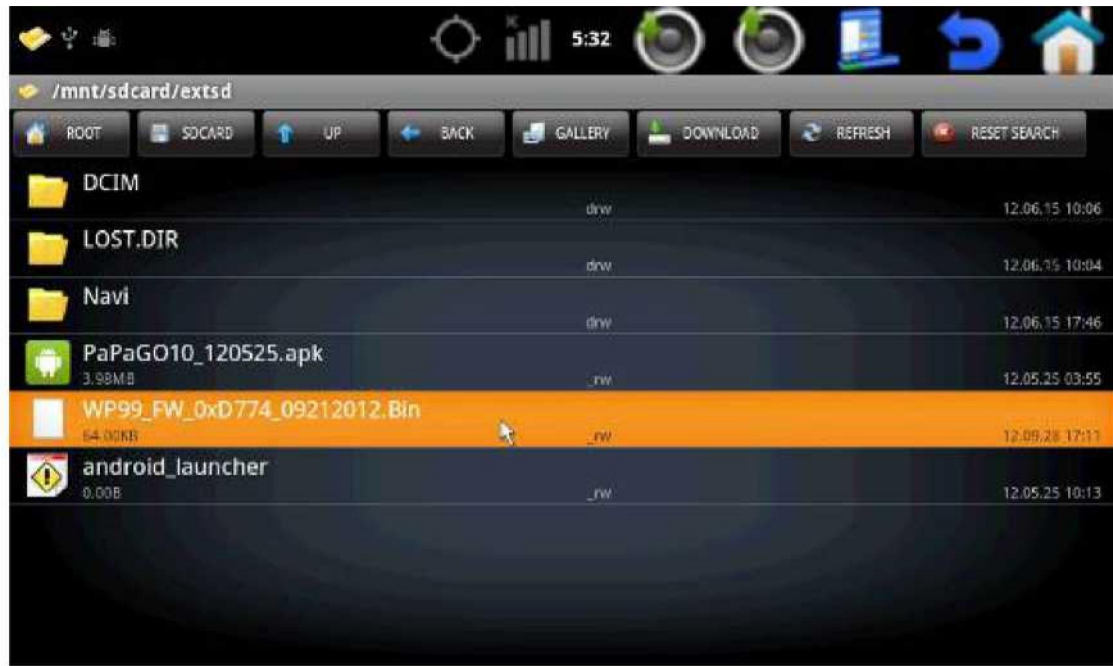 5:32
/mnt/sdcard/extsd
ROOT SDCARD UP BACK GALLERY DOWNLOAD REFRESH RESET SEARCH
DCIM
drw 12.06.15 10:06
LOST.DIR
drw 12.06.15 10:04
Navi
drw 12.06.15 17:46
PaPaGO10_120525.apk
3.98MB _rw 12.05.25 03:55
WP99_FW_0xD774_09212012.Bin
64.00KB _rw 12.09.28 17:11
android_launcher
0.00B _rw 12.05.25 10:13